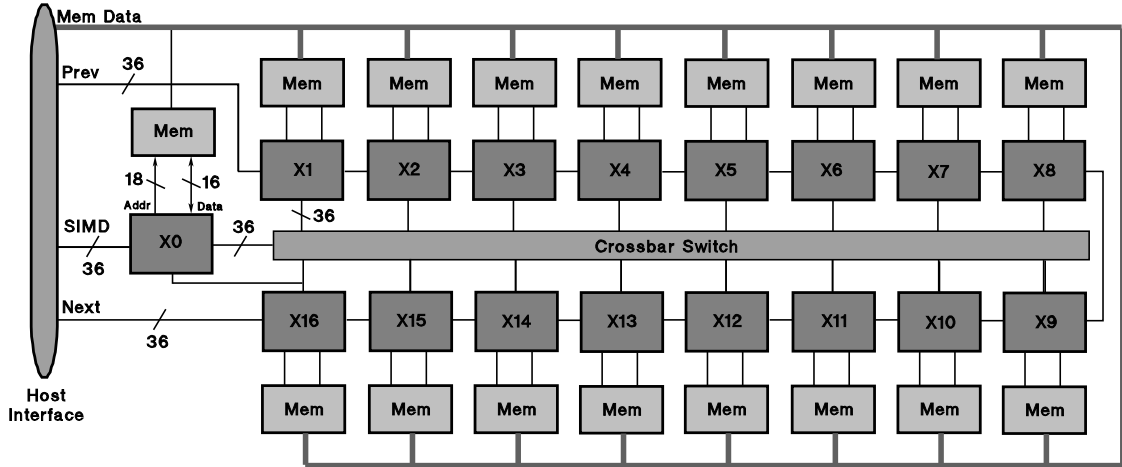 Mem Data
Mem Mem Mem Mem Mem Mem Mem Mem
Prev 36
Mem
X1 X2 X3 X4 X5 X6 X7 X8
18 16
Addr Data
36
SIMD X0 36
Crossbar Switch
36
Next
X16 X15 X14 X13 X12 X11 X10 X9
36
Host
Interface
Mem Mem Mem Mem Mem Mem Mem Mem